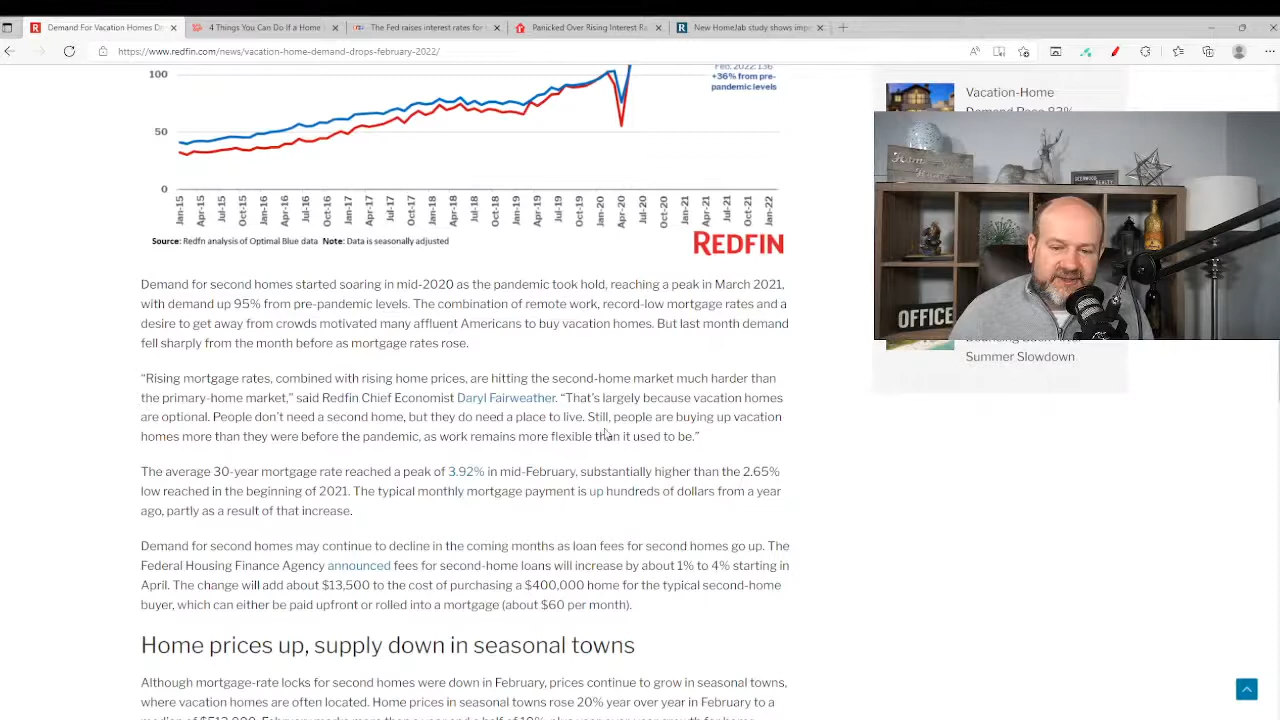 Demand For Vacation Homes De
4 Things You Can Do If a Home
The Fed raises interest rates for t
Panicked Over Rising Interest Re
New HomeJab study shows imp
https://www.redfin.com/news/vacation-home-demand-drops-february-2022/
100
Feb. 2022: 136
+36% from pre-
pandemic levels
50
0
Jan-15 Apr-15 Jul-15 Oct-15 Jan-16 Apr-16 Jul-16 Oct-16 Jan-17 Apr-17 Jul-17 Oct-17 Jan-18 Apr-18 Jul-18 Oct-18 Jan-19 Apr-19 Jul-19 Oct-19 Jan-20 Apr-20 Jul-20 Oct-20 Jan-21 Apr-21 Jul-21 Oct-21 Jan-22
Source: Redfn analysis of Optimal Blue data Note: Data is seasonally adjusted
REDFIN
Demand for second homes started soaring in mid-2020 as the pandemic took hold, reaching a peak in March 2021,
with demand up 95% from pre-pandemic levels. The combination of remote work, record-low mortgage rates and a
desire to get away from crowds motivated many affluent Americans to buy vacation homes. But last month demand
fell sharply from the month before as mortgage rates rose.
“Rising mortgage rates, combined with rising home prices, are hitting the second-home market much harder than
the primary-home market,” said Redfin Chief Economist Daryl Fairweather. “That’s largely because vacation homes
are optional. People don’t need a second home, but they do need a place to live. Still, people are buying up vacation
homes more than they were before the pandemic, as work remains more flexible than it used to be.”
The average 30-year mortgage rate reached a peak of 3.92% in mid-February, substantially higher than the 2.65%
low reached in the beginning of 2021. The typical monthly mortgage payment is up hundreds of dollars from a year
ago, partly as a result of that increase.
Demand for second homes may continue to decline in the coming months as loan fees for second homes go up. The
Federal Housing Finance Agency announced fees for second-home loans will increase by about 1% to 4% starting in
April. The change will add about $13,500 to the cost of purchasing a $400,000 home for the typical second-home
buyer, which can either be paid upfront or rolled into a mortgage (about $60 per month).
Home prices up, supply down in seasonal towns
Although mortgage-rate locks for second homes were down in February, prices continue to grow in seasonal towns,
where vacation homes are often located. Home prices in seasonal towns rose 20% year over year in February to a
Vacation-Home
Demand Rose
Home
REALTY
OFFICE
Summer Slowdown